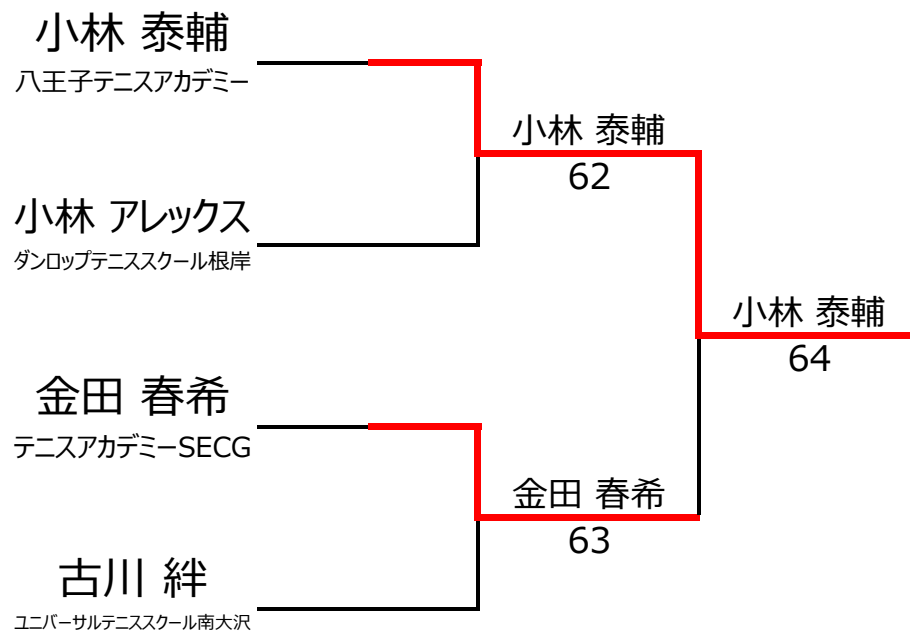 小林 泰輔
八王子テニスアカデミー
小林 泰輔
62
小林 アレックス
ダンロップテニススクール根岸
小林 泰輔
64
金田 春希
テニスアカデミーSECG
金田 春希
63
古川 絆
ユニバーサルテニススクール南大沢